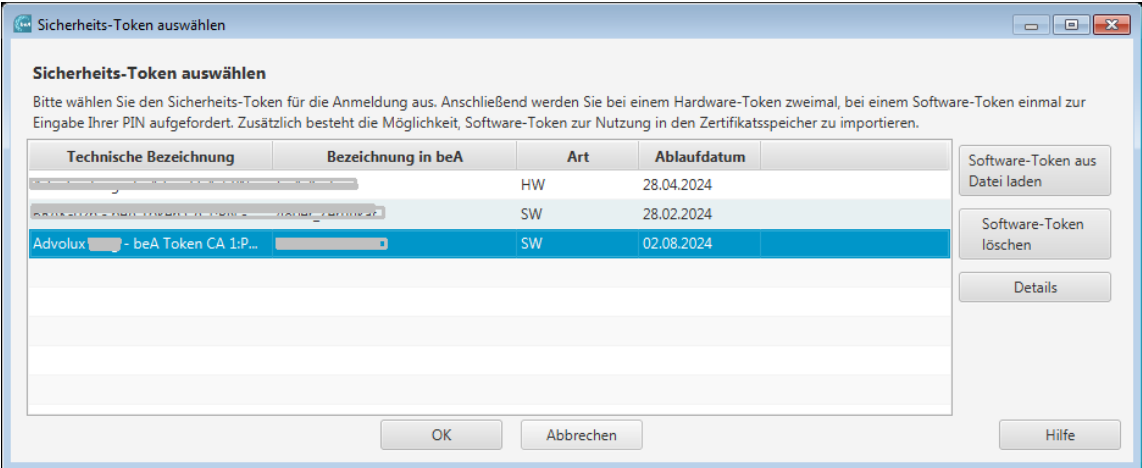 Sicherheits-Token auswählen
Sicherheits-Token auswählen
Bitte wählen Sie den Sicherheits-Token für die Anmeldung aus. Anschließend werden Sie bei einem Hardware-Token zweimal, bei einem Software-Token einmal zur
Eingabe Ihrer PIN aufgefordert. Zusätzlich besteht die Möglichkeit, Software-Token zur Nutzung in den Zertifikatsspeicher zu importieren.
Technische Bezeichnung Bezeichnung in beA Art Ablaufdatum
HW 28.04.2024
SW 28.02.2024
Advolux - beA Token CA 1:P... SW 02.08.2024
Software-Token aus
Datei laden
Software-Token
löschen
Details
OK Abbrechen Hilfe